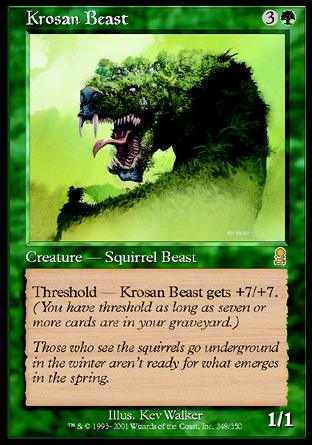 Krosan Beast 3
KEV WALKER
Creature — Squirrel Beast
Threshold — Krosan Beast gets +7/+7.
(You have threshold as long as seven or
more cards are in your graveyard.)
Those who see the squirrels go underground
in the winter aren't ready for what emerges
in the spring.
Illus. Kev Walker
™ & © 1993–2001 Wizards of the Coast, Inc. 248/350
1/1